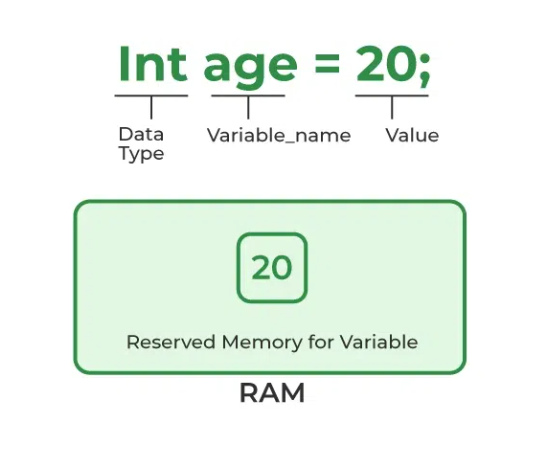 Int age = 20;
Data Variable_name Value
Type
20
Reserved Memory for Variable
RAM